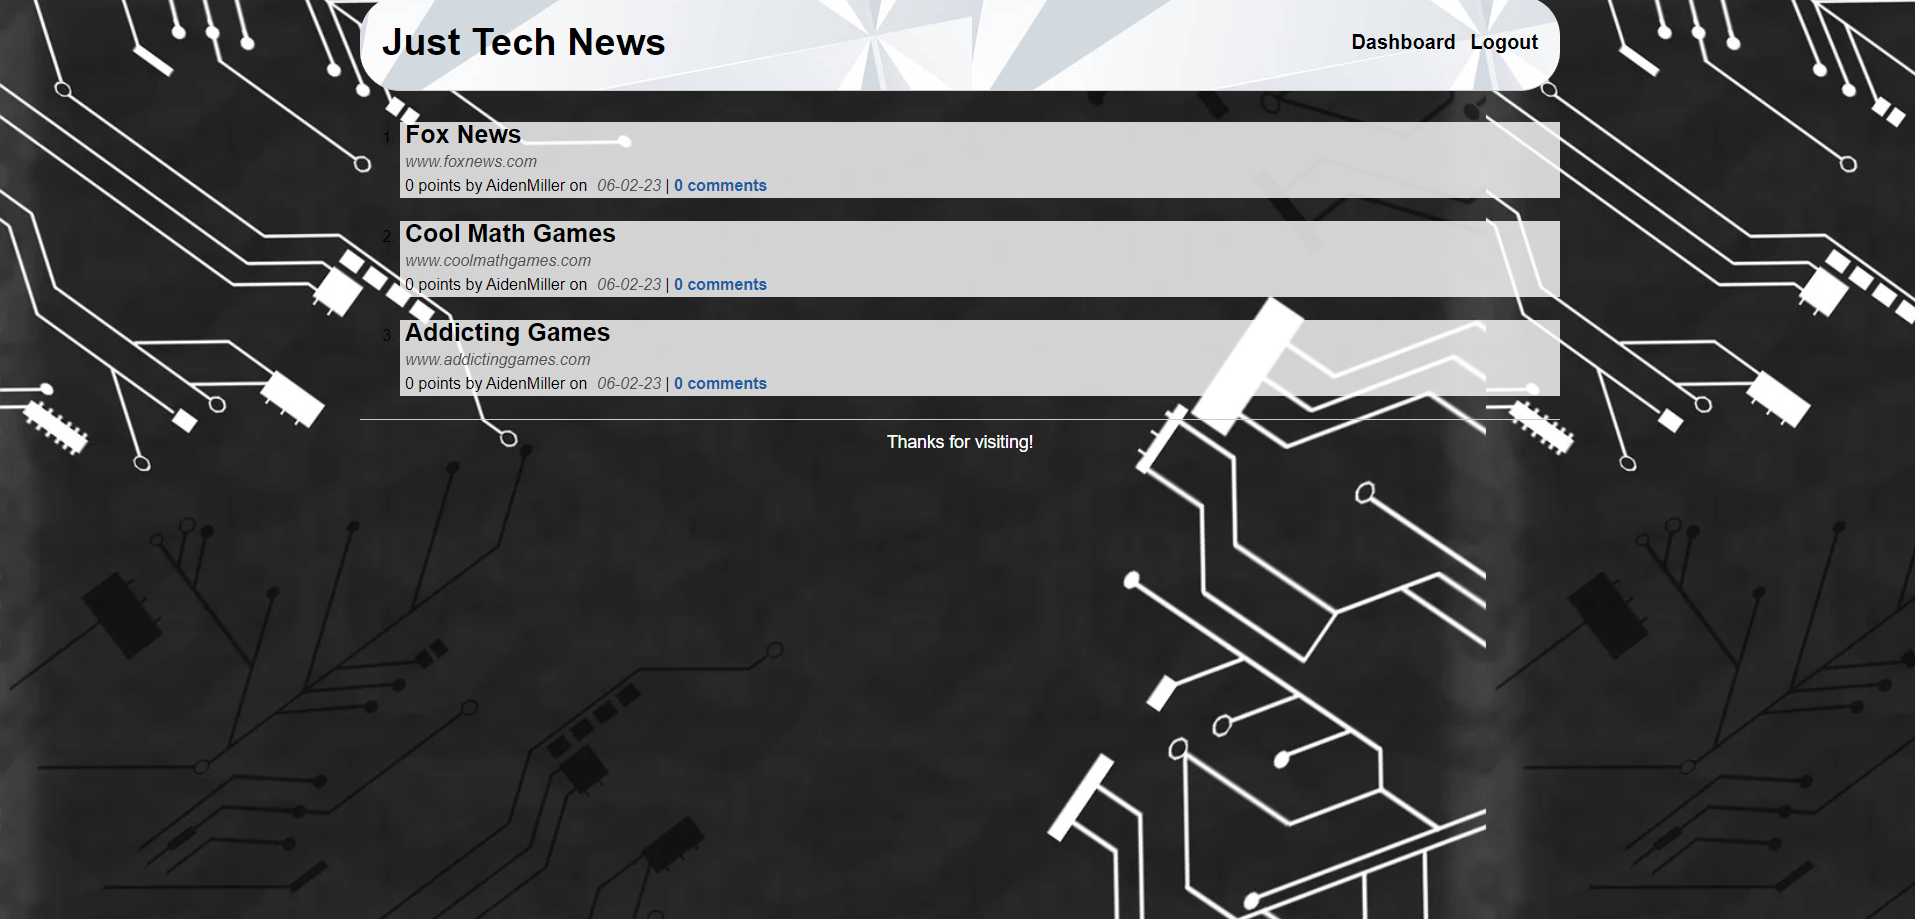 Just Tech News
Dashboard Logout
1. Fox News
www.foxnews.com
0 points by AidenMiller on 06-02-23 | 0 comments
2. Cool Math Games
www.coolmathgames.com
0 points by AidenMiller on 06-02-23 | 0 comments
3. Addicting Games
www.addictinggames.com
0 points by AidenMiller on 06-02-23 | 0 comments
Thanks for visiting!